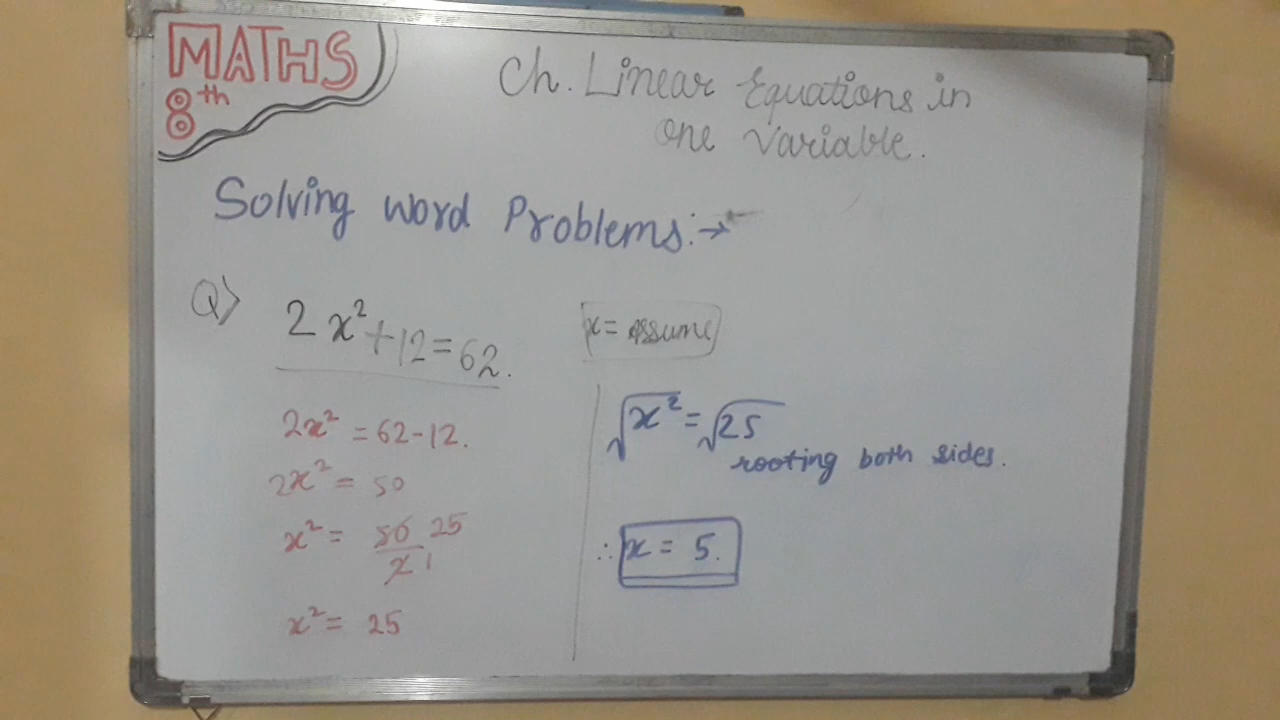 MATHS
8th
Ch. Linear Equations in
one Variable.
Solving word Problems:→
Q>
2x²+12=62.
x= assume
2x² = 62-12.
2x² = 50
x² = 50/2 25/1
x² = 25
√x² = √25
rooting both sides.
∴ x = 5.